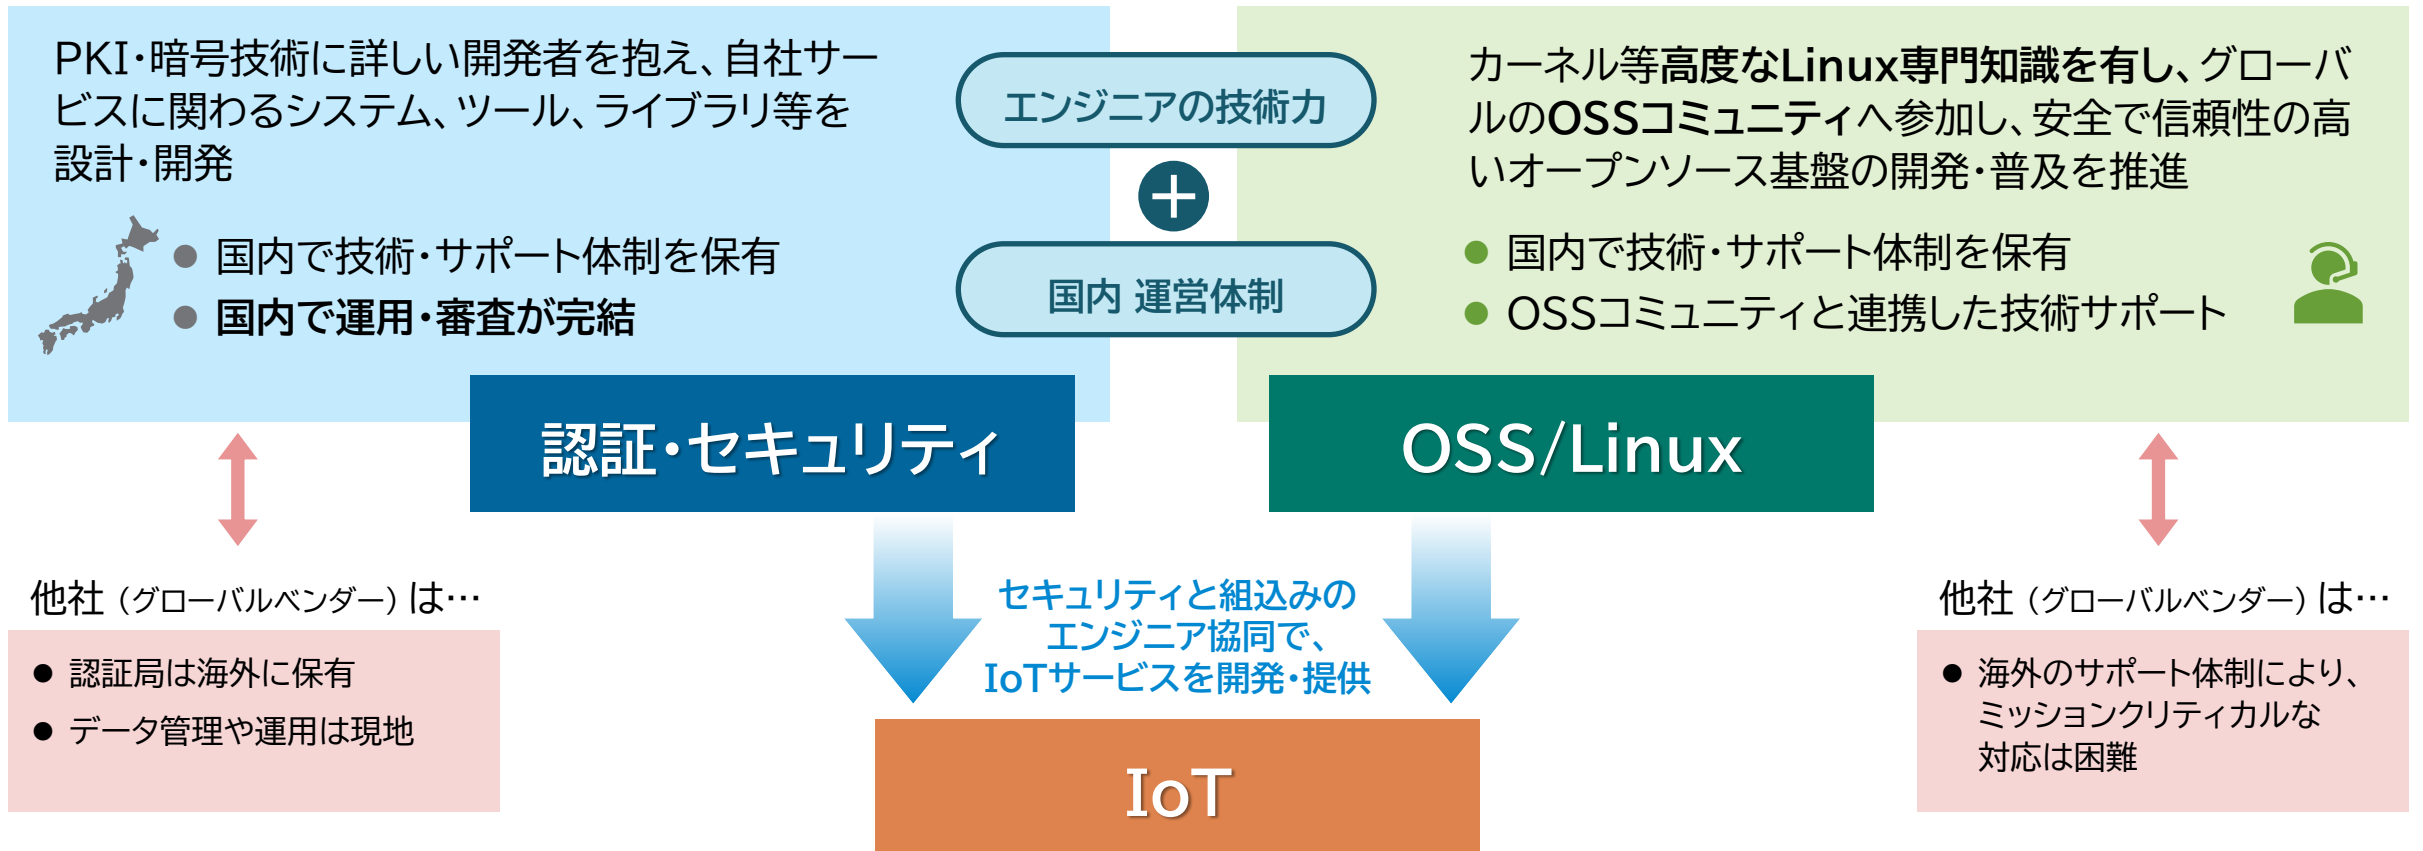 PKI・暗号技術に詳しい開発者を抱え、自社サー
ビスに関わるシステム、ツール、ライブラリ等を
設計・開発
● 国内で技術・サポート体制を保有
● 国内で運用・審査が完結
エンジニアの技術力
+
国内 運営体制
カーネル等高度なLinux専門知識を有し、グローバ
ルのOSSコミュニティへ参加し、安全で信頼性の高
いオープンソース基盤の開発・普及を推進
● 国内で技術・サポート体制を保有
● OSSコミュニティと連携した技術サポート
認証・セキュリティ
OSS/Linux
他社（グローバルベンダー）は…
● 認証局は海外に保有
● データ管理や運用は現地
セキュリティと組込みの
エンジニア協同で、
IoTサービスを開発・提供
他社（グローバルベンダー）は…
● 海外のサポート体制により、
ミッションクリティカルな
対応は困難
IoT